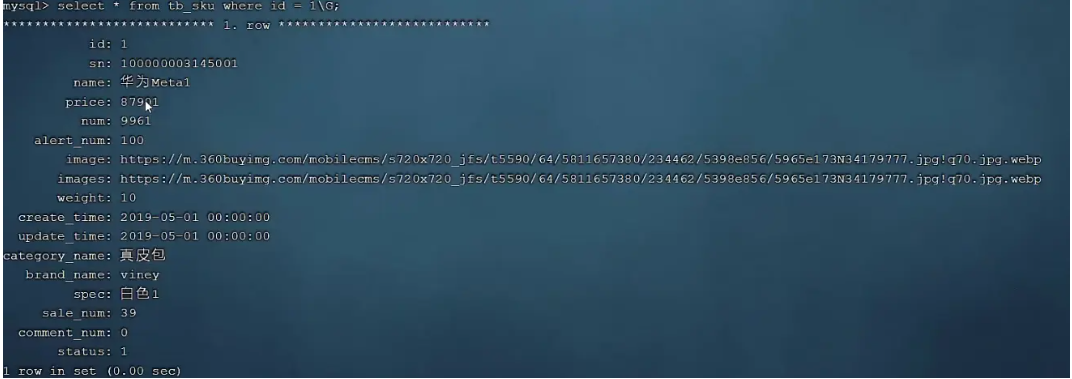 mysql> select * from tb_sku where id = 1\G;
*************************** 1. row ***************************
id: 1
sn: 100000003145001
name: 华为Meta1
price: 87901
num: 9961
alert_num: 100
image: https://m.360buyimg.com/mobilecms/s720x720_jfs/t5590/64/5811657380/234462/5398e856/5965e173N34179777.jpg!q70.jpg.webp
images: https://m.360buyimg.com/mobilecms/s720x720_jfs/t5590/64/5811657380/234462/5398e856/5965e173N34179777.jpg!q70.jpg.webp
weight: 10
create_time: 2019-05-01 00:00:00
update_time: 2019-05-01 00:00:00
category_name: 真皮包
brand_name: viney
spec: 白色1
sale_num: 39
comment_num: 0
status: 1
1 row in set (0.00 sec)